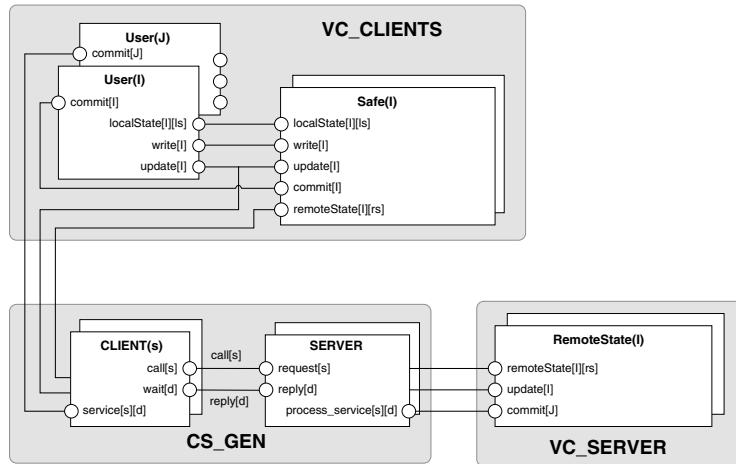 VC_CLIENTS
User(J)
commit[J]
User(I)
commit[I]
localState[I][ls]
write[I]
update[I]
Safe(I)
localState[I][ls]
write[I]
update[I]
commit[I]
remoteState[I][rs]
CLIENT(s)
call[s]
wait[d]
service[s][d]
call[s]
reply[d]
SERVER
request[s]
reply[d]
process_service[s][d]
CS_GEN
RemoteState(I)
remoteState[I][rs]
update[I]
commit[J]
VC_SERVER